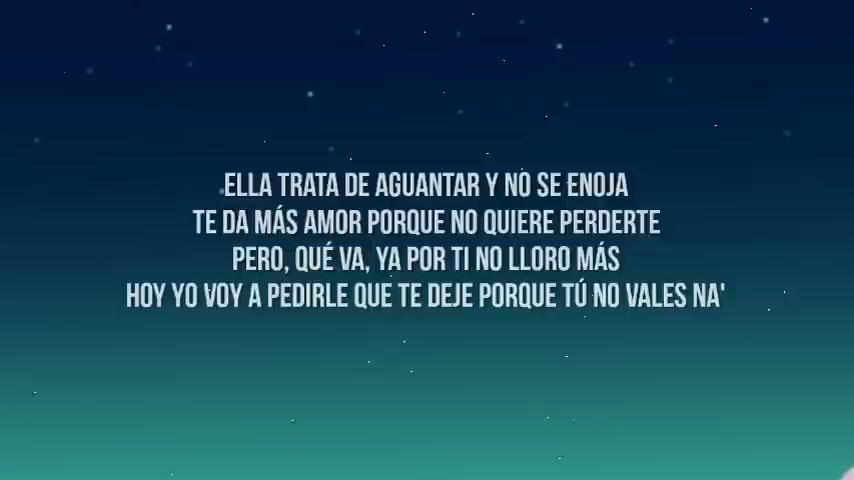 ELLA TRATA DE AGUANTAR Y NO SE ENOJA
TE DA MÁS AMOR PORQUE NO QUIERE PERDERTE
PERO, QUÉ VA, YA POR TI NO LLORO MÁS
HOY YO VOY A PEDIRLE QUE TE DEJE PORQUE TÚ NO VALES NA'